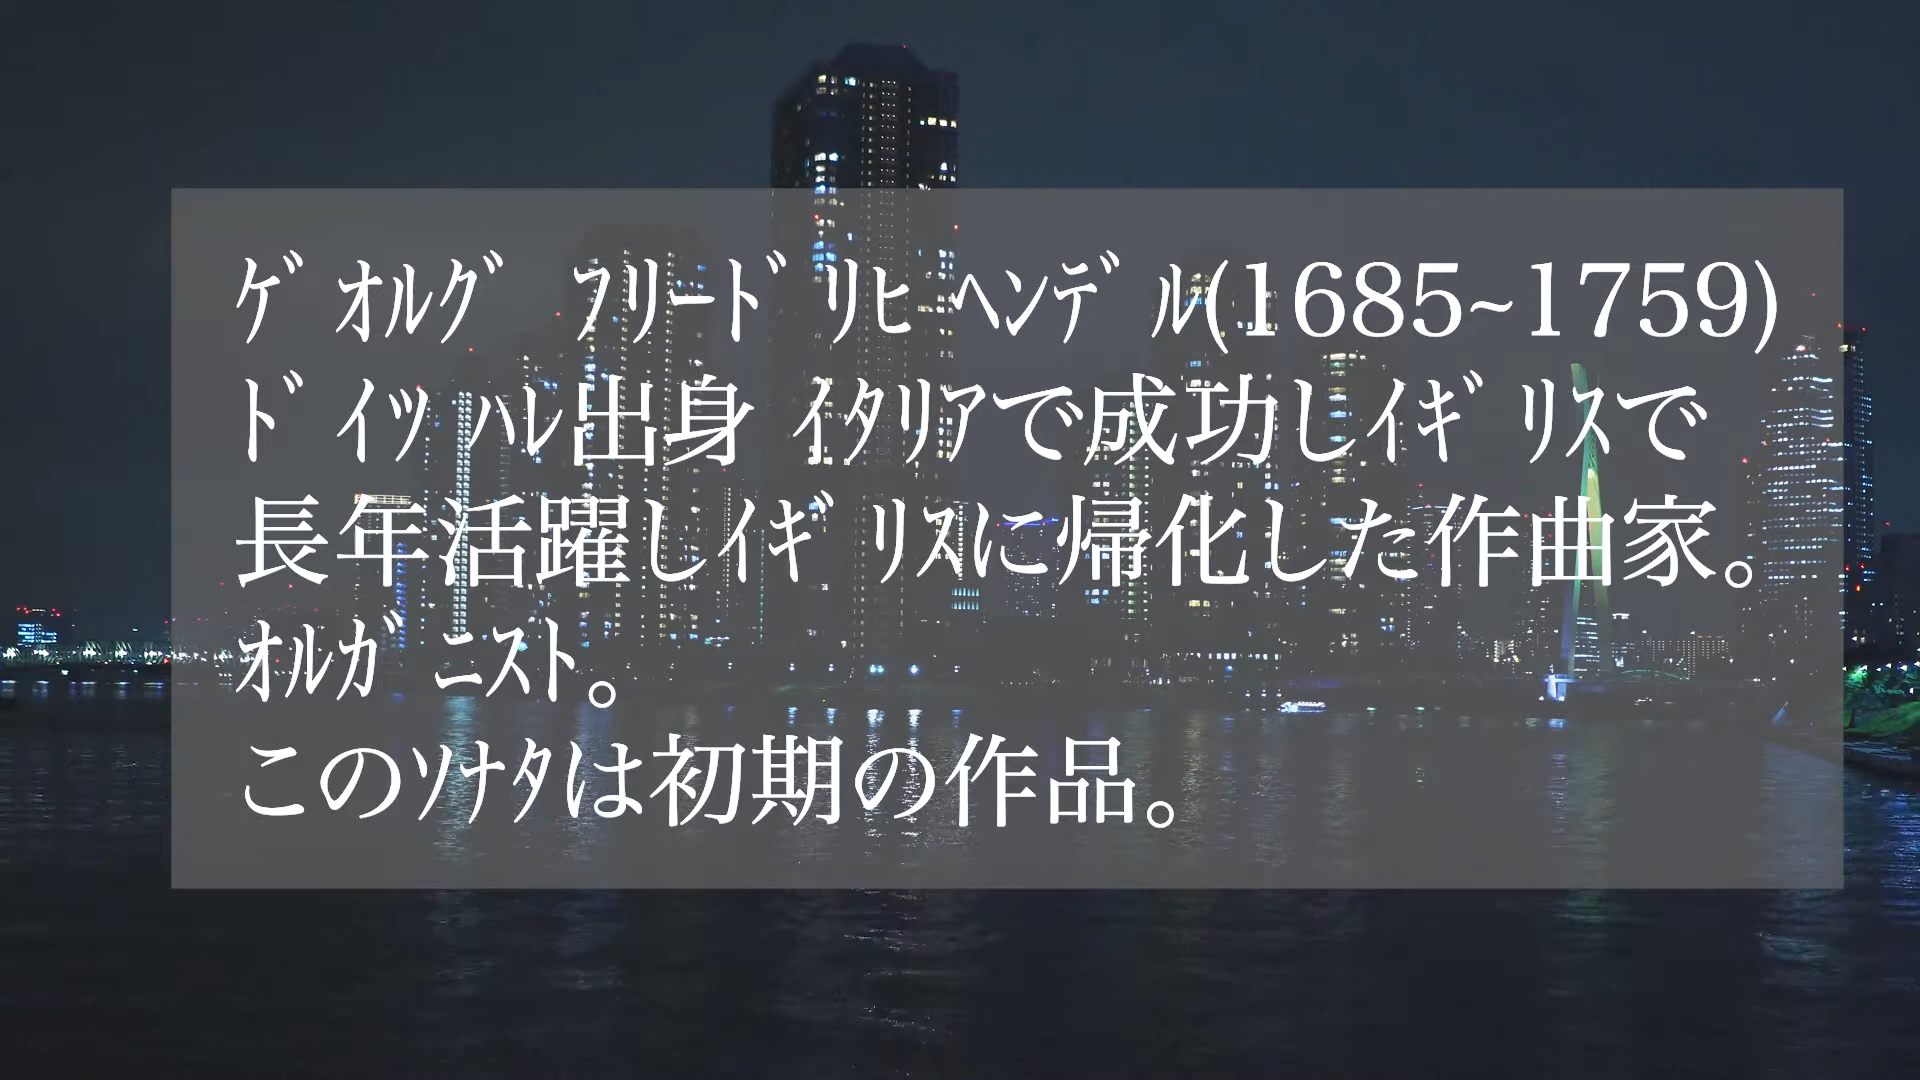 ｹﾞｵﾙｸﾞ ﾌﾘｰﾄﾞﾘﾋ ﾍﾝﾃﾞﾙ(1685~1759)
ﾄﾞｲﾂ ﾊﾚ出身 ｲﾀﾘｱで成功しｲｷﾞﾘｽで
長年活躍しｲｷﾞﾘｽに帰化した作曲家。
ｵﾙｶﾞﾆｽﾄ。
このｿﾅﾀは初期の作品。